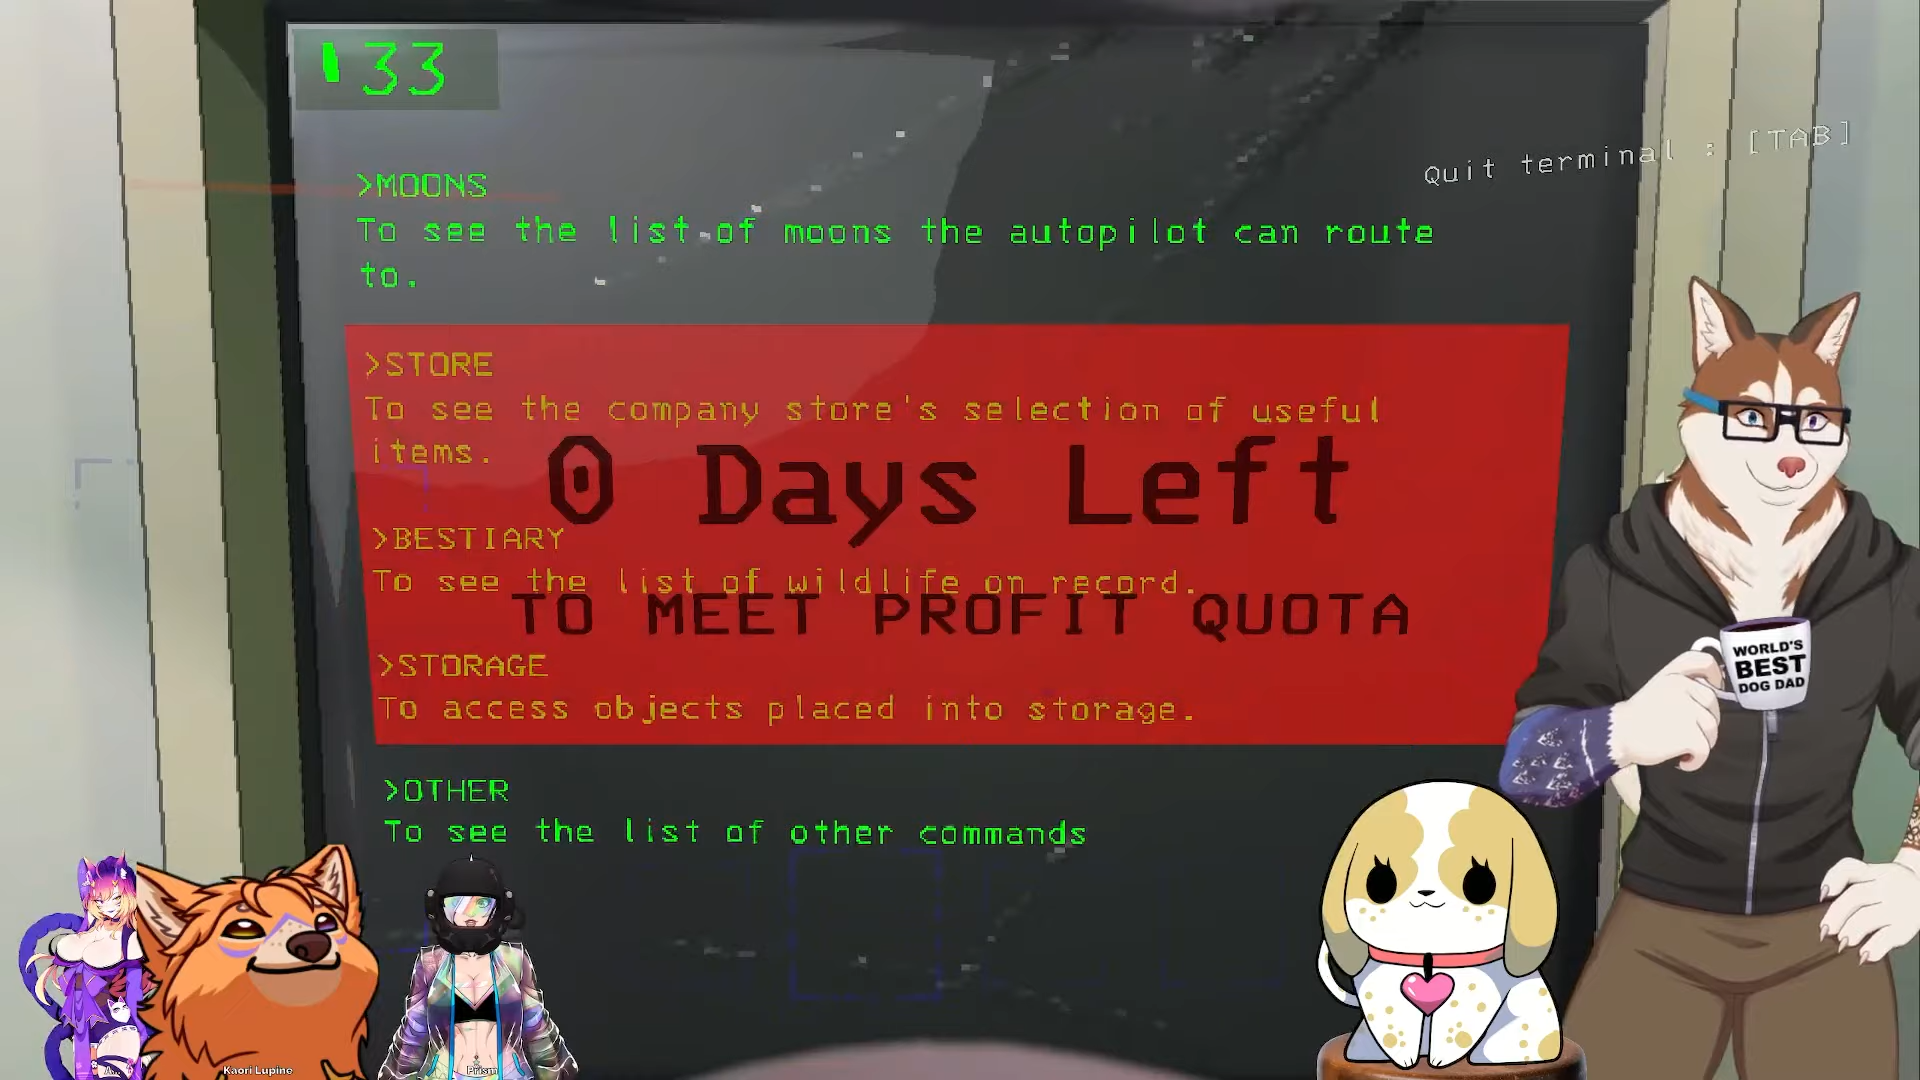 33
Quit terminal : [TAB]
>MOONS
To see the list of moons the autopilot can route
to.
>STORE
To see the company store's selection of useful
items.
0 Days Left
>BESTIARY
To see the list of wildlife on record.
TO MEET PROFIT QUOTA
>STORAGE
To access objects placed into storage.
>OTHER
To see the list of other commands
WORLD'S
BEST
DOG DAD
Kaori Lupine
Prism